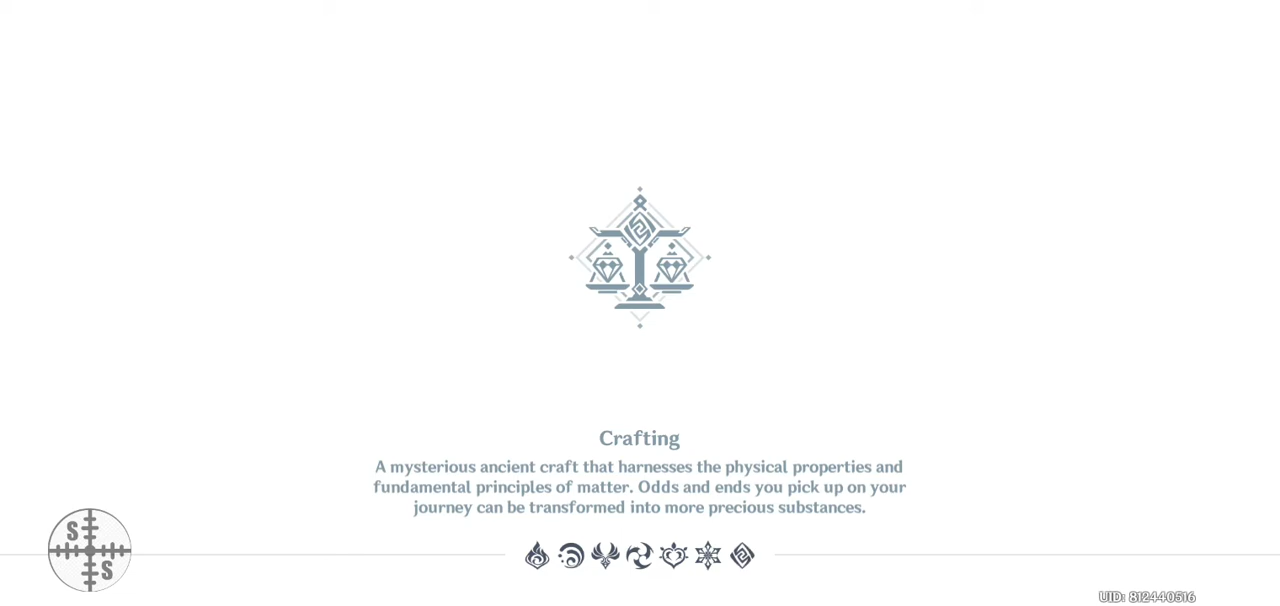 Crafting
A mysterious ancient craft that harnesses the physical properties and
fundamental principles of matter. Odds and ends you pick up on your
journey can be transformed into more precious substances.
S
S
UID: 812440516